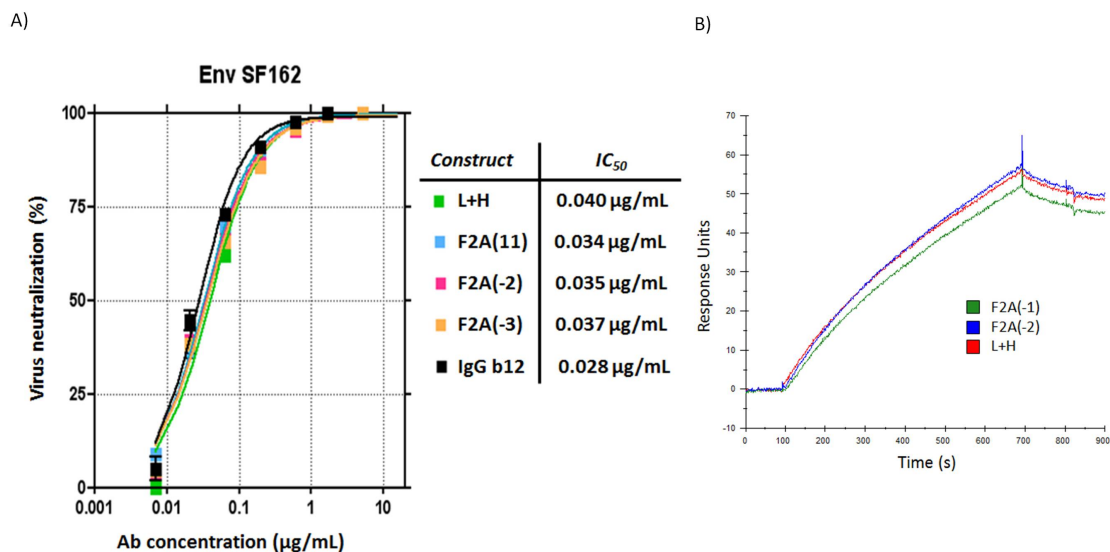 A)
Env SF162
100
75
50
25
0
Virus neutralization (%)
0.001 0.01 0.1 1 10
Ab concentration (µg/mL)
Construct IC50
L+H 0.040 µg/mL
F2A(11) 0.034 µg/mL
F2A(-2) 0.035 µg/mL
F2A(-3) 0.037 µg/mL
IgG b12 0.028 µg/mL
B)
70
60
50
40
30
20
10
0
-10
Response Units
F2A(-1)
F2A(-2)
L+H
0 100 200 300 400 500 600 700 800 900
Time (s)